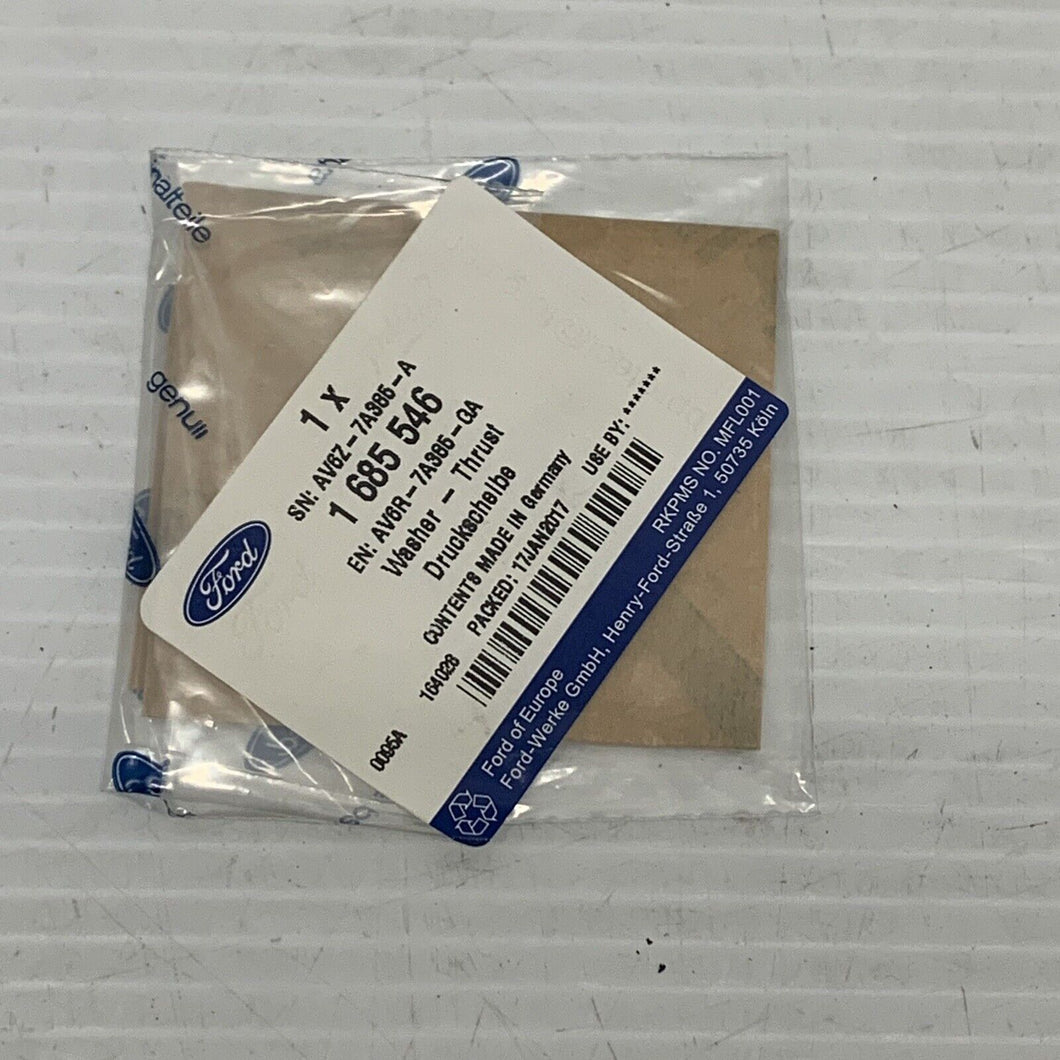 1 x
SN: AV6Z-7A385-A
1 685 546
EN: AV6R-7A385-GA
Washer - Thrust
Druckscheibe
CONTENTS MADE IN Germany
PACKED: 17JAN2017 USE BY: *******
164028
0095A
Ford
RKPMS NO. MFL001
Ford of Europe
Ford-Werke GmbH, Henry-Ford-Straße 1, 50735 Köln
nalteile
genuin